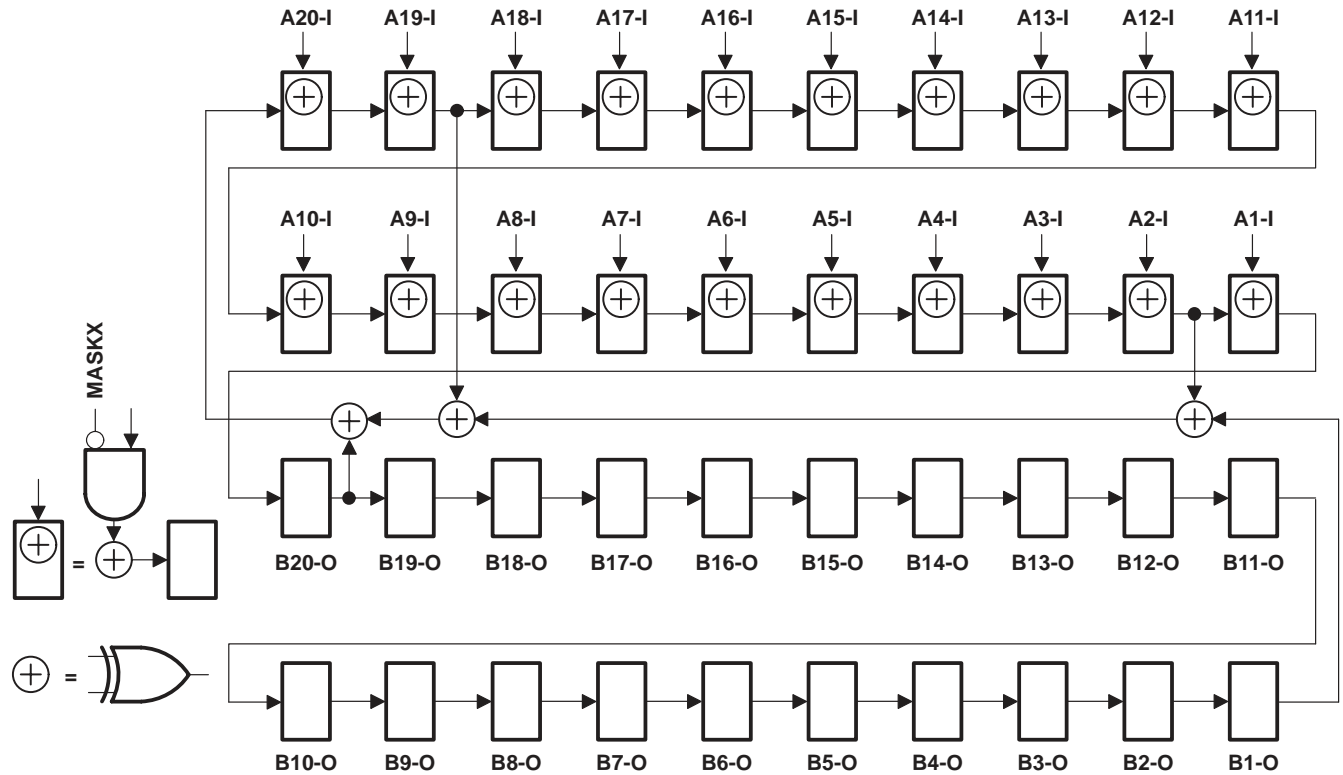 A20-I A19-I A18-I A17-I A16-I A15-I A14-I A13-I A12-I A11-I
A10-I A9-I A8-I A7-I A6-I A5-I A4-I A3-I A2-I A1-I
MASKX
B20-O B19-O B18-O B17-O B16-O B15-O B14-O B13-O B12-O B11-O
=
=
B10-O B9-O B8-O B7-O B6-O B5-O B4-O B3-O B2-O B1-O